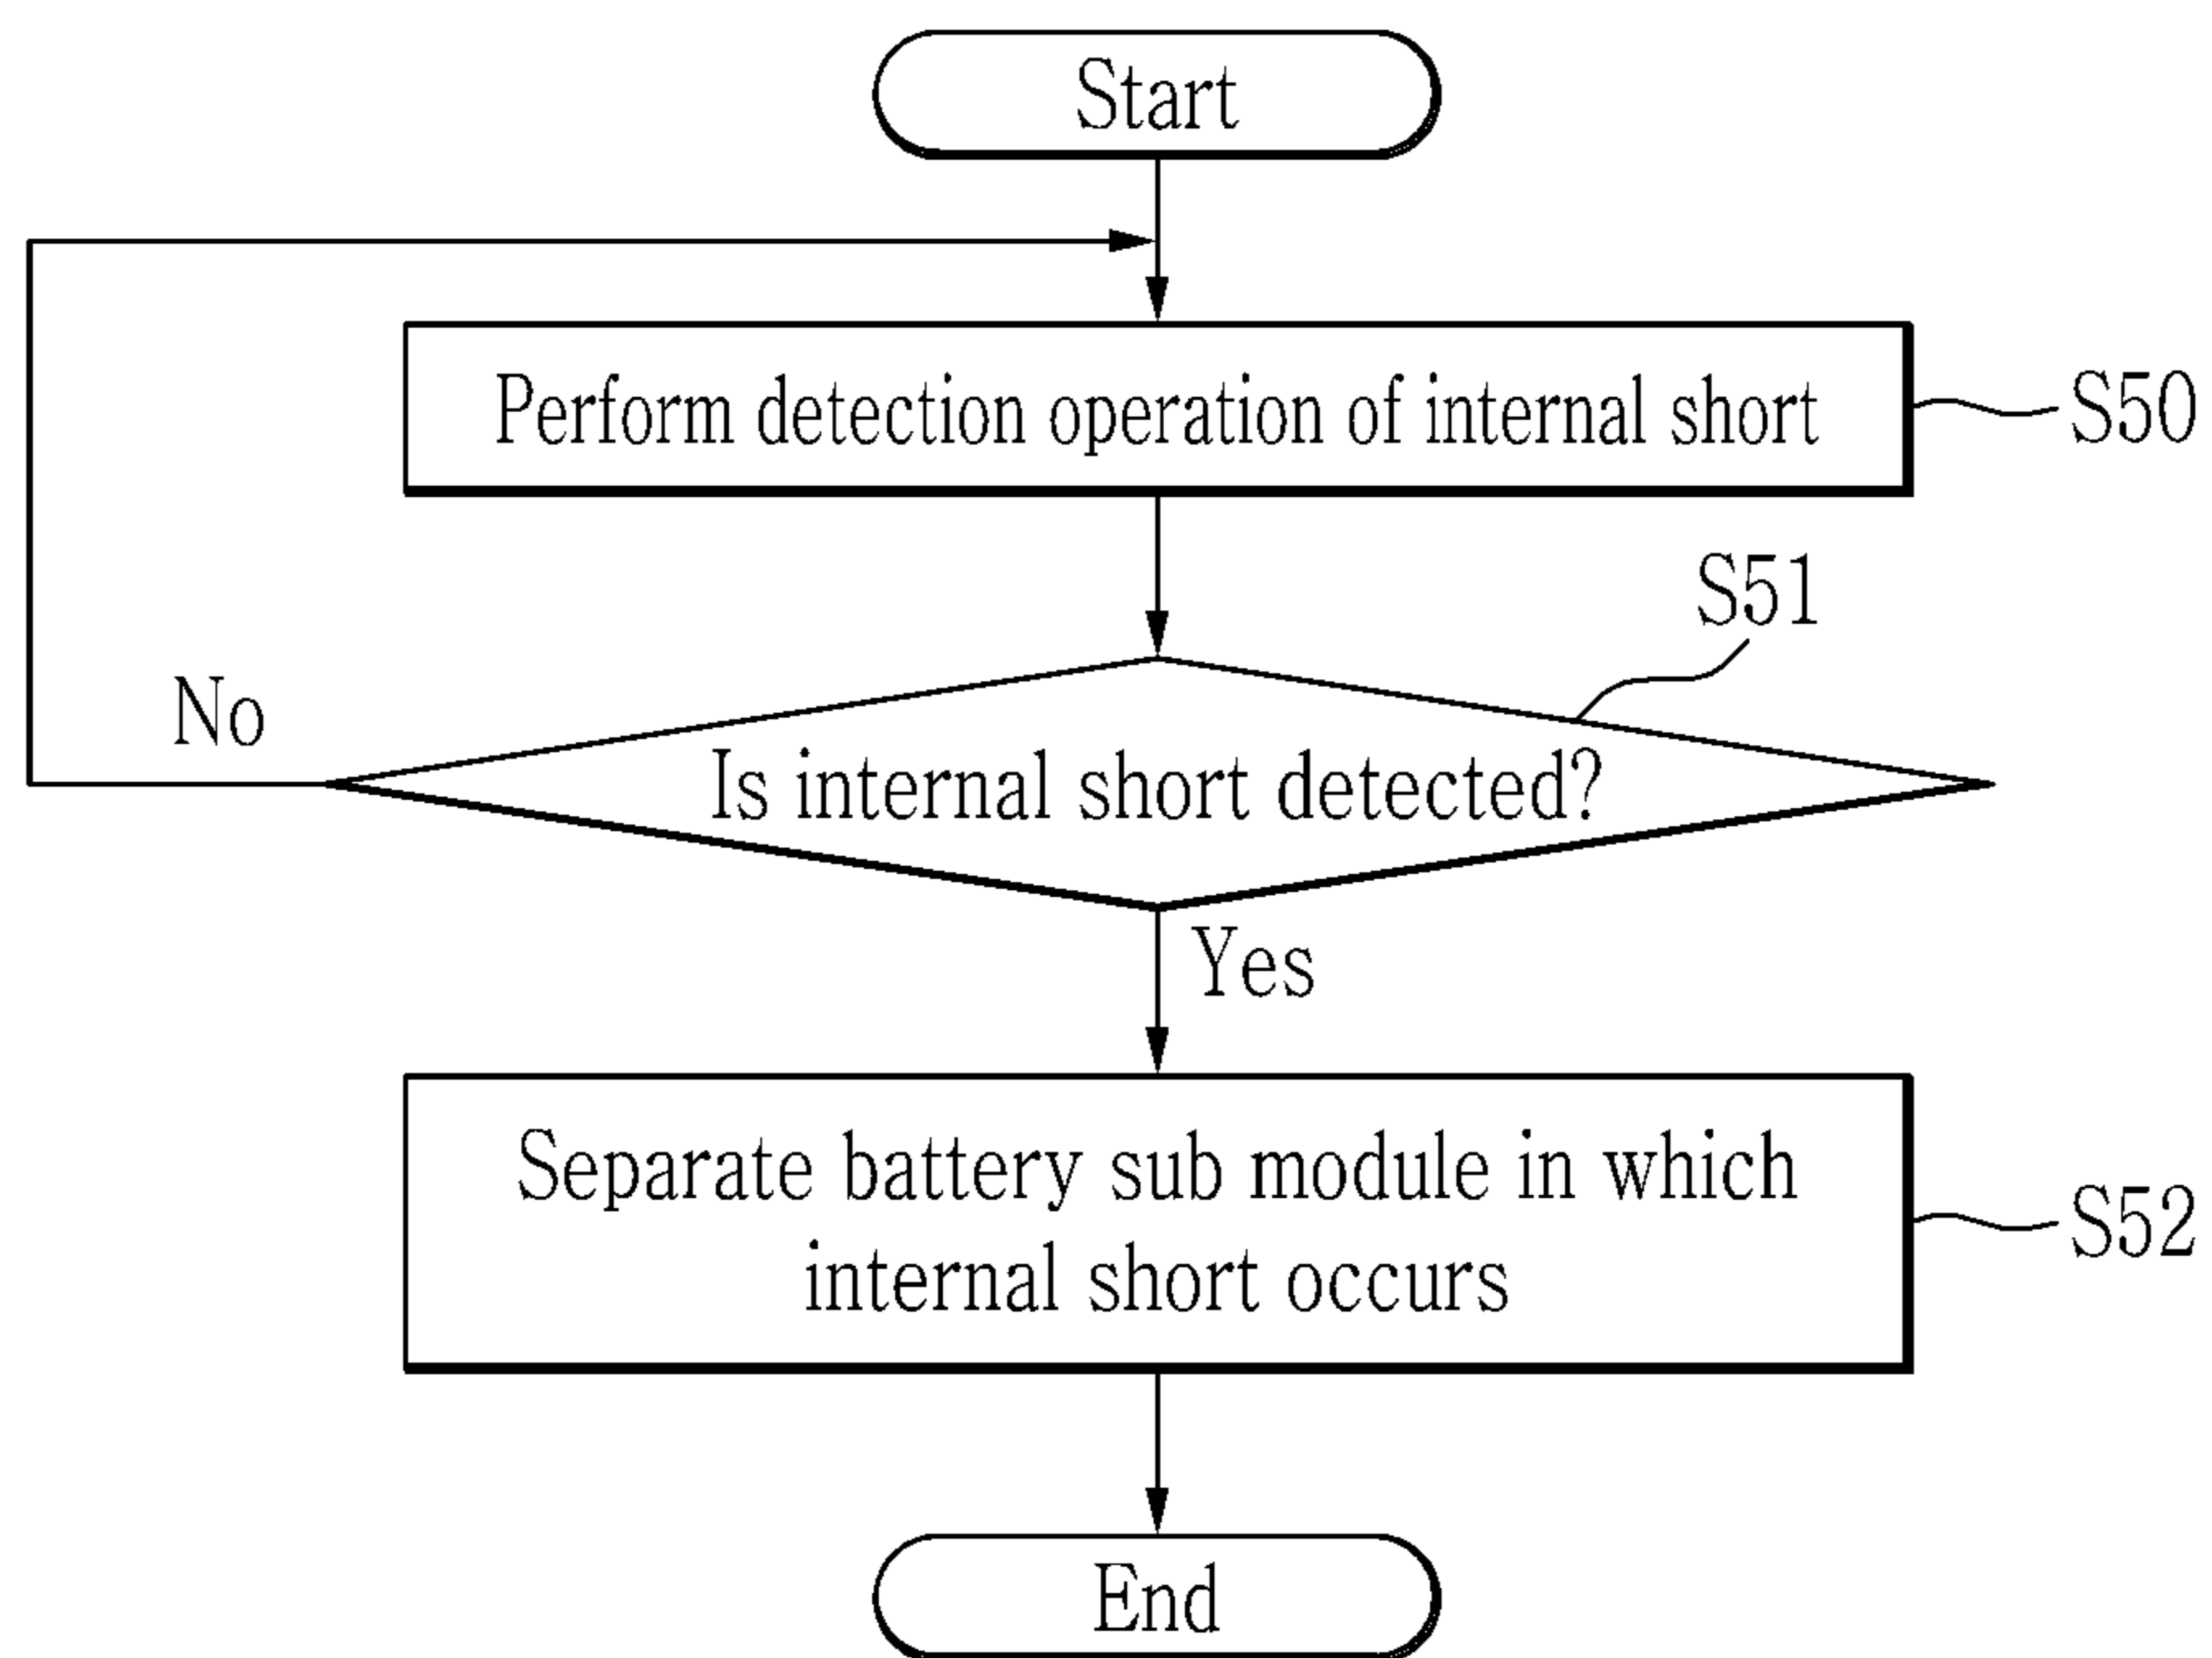 Start
Perform detection operation of internal short
S50
S51
Is internal short detected?
No
Yes
Separate battery sub module in which
internal short occurs
S52
End